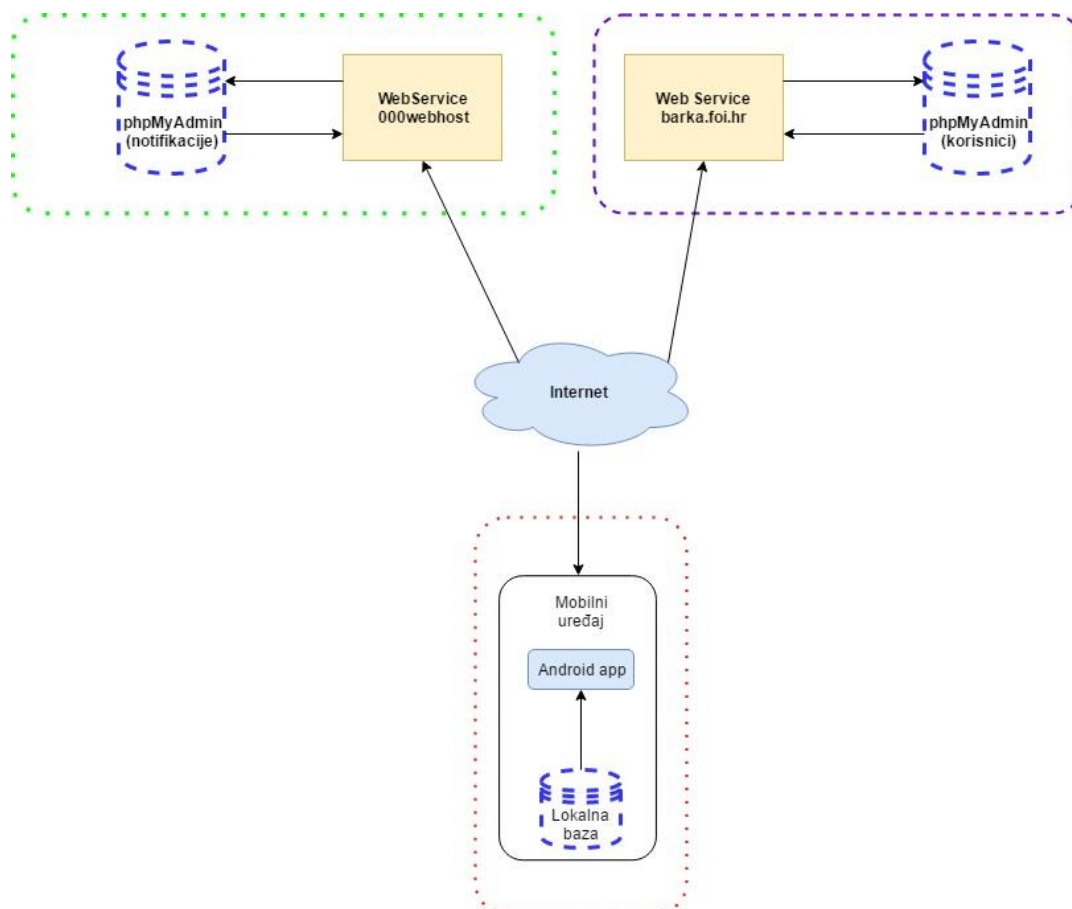 phpMyAdmin
(notifikacije)
WebService
000webhost
Web Service
barka.foi.hr
phpMyAdmin
(korisnici)
Internet
Mobilni
uređaj
Android app
Lokalna
baza